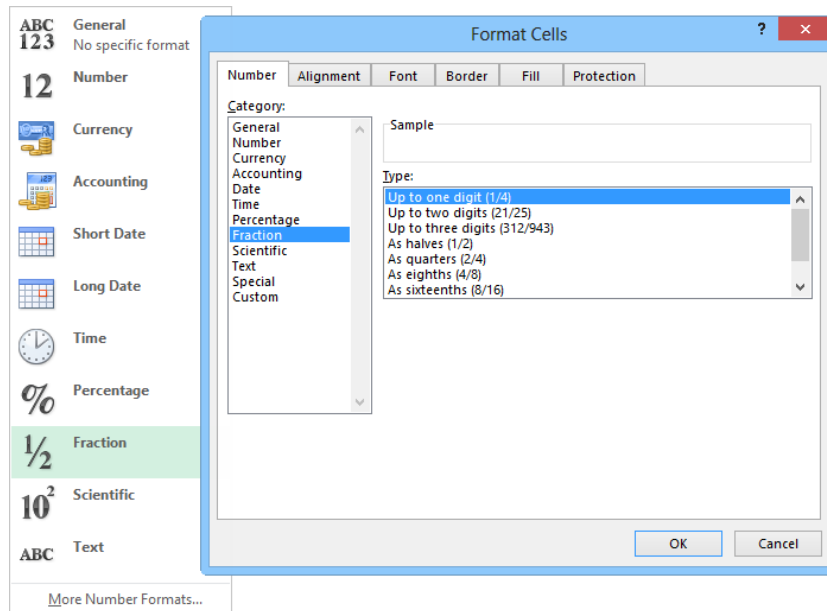 ABC
123
General
No specific format
12
Number
Currency
Accounting
Short Date
Long Date
Time
%
Percentage
1/2
Fraction
10²
Scientific
ABC
Text
More Number Formats...
Format Cells
?
Number
Alignment
Font
Border
Fill
Protection
Category:
General
Number
Currency
Accounting
Date
Time
Percentage
Fraction
Scientific
Text
Special
Custom
Sample
Type:
Up to one digit (1/4)
Up to two digits (21/25)
Up to three digits (312/943)
As halves (1/2)
As quarters (2/4)
As eighths (4/8)
As sixteenths (8/16)
OK
Cancel